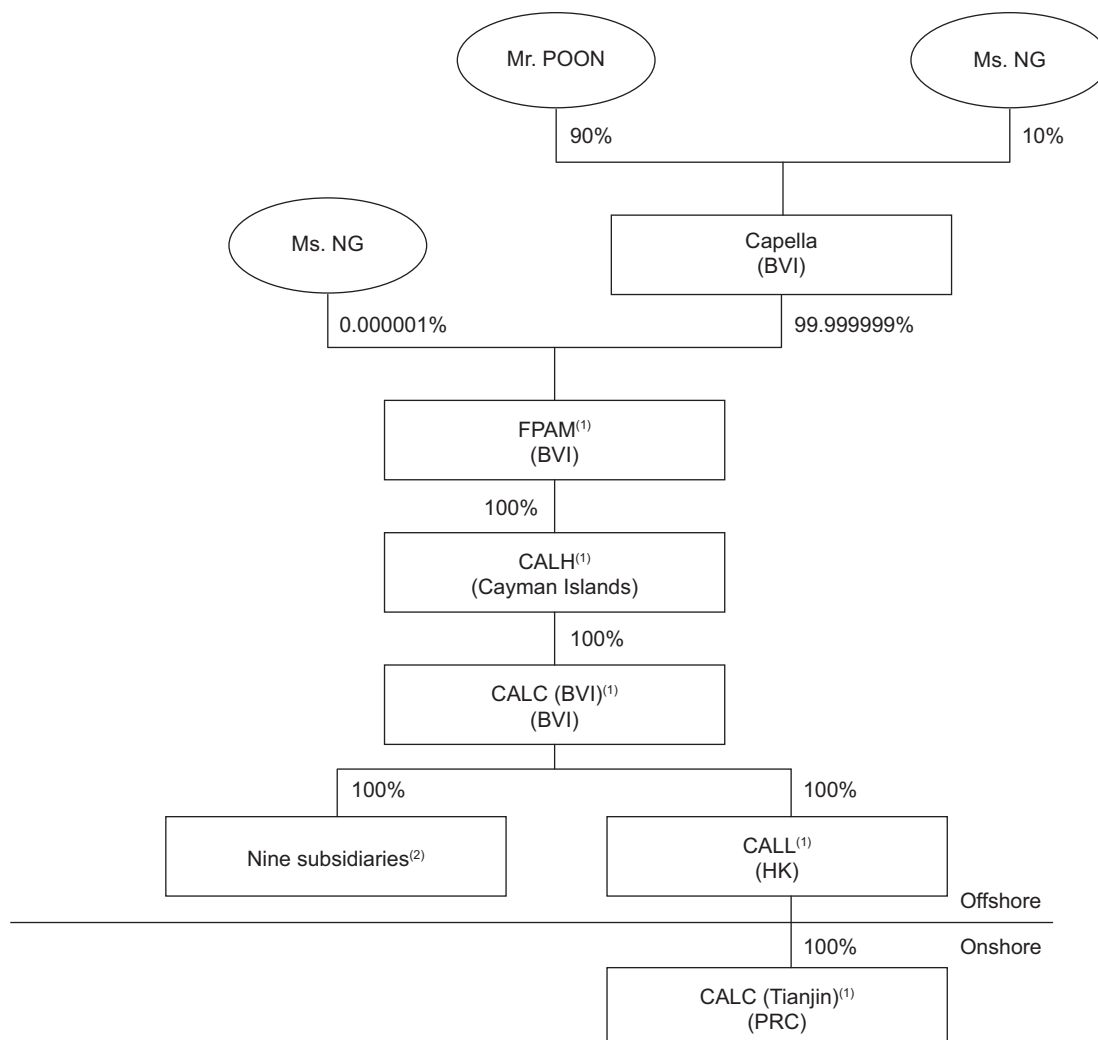 Mr. POON
Ms. NG
90%
10%
Capella
(BVI)
Ms. NG
0.000001%
99.999999%
FPAM(1)
(BVI)
100%
CALH(1)
(Cayman Islands)
100%
CALC (BVI)(1)
(BVI)
100%
100%
Nine subsidiaries(2)
CALL(1)
(HK)
Offshore
100%
Onshore
CALC (Tianjin)(1)
(PRC)